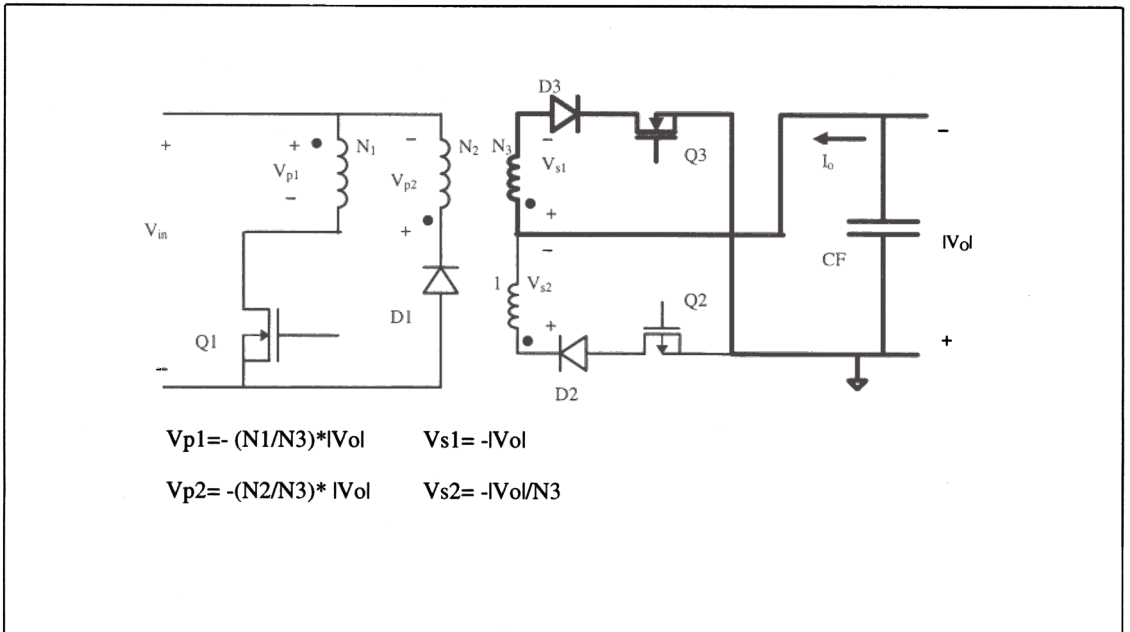 D3
+ + N₁ − N₂ N₃ − Q3 −
Vp1 Vs1 Iₒ
− Vp2 +
Vin + − CF |Vo|
1 Vs2 Q2
D1 +
Q1 +
− D2
Vp1=- (N1/N3)*|Vo| Vs1= -|Vo|
Vp2= -(N2/N3)* |Vo| Vs2= -|Vo|/N3